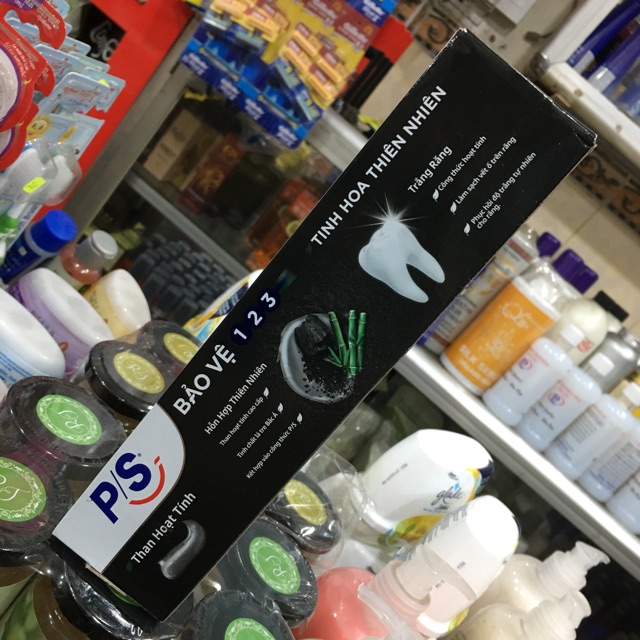 P/S
Than Hoạt Tính
BẢO VỆ 1 2 3
TINH HOA THIÊN NHIÊN
Hỗn Hợp Thiên Nhiên
Than hoạt tính cao cấp
Tinh chất lá tre Bắc Á
Kết hợp vào công thức P/S
Trắng Răng
Công thức hoạt tính
Làm sạch vết ố trên răng
Phục hồi độ trắng tự nhiên
cho răng.